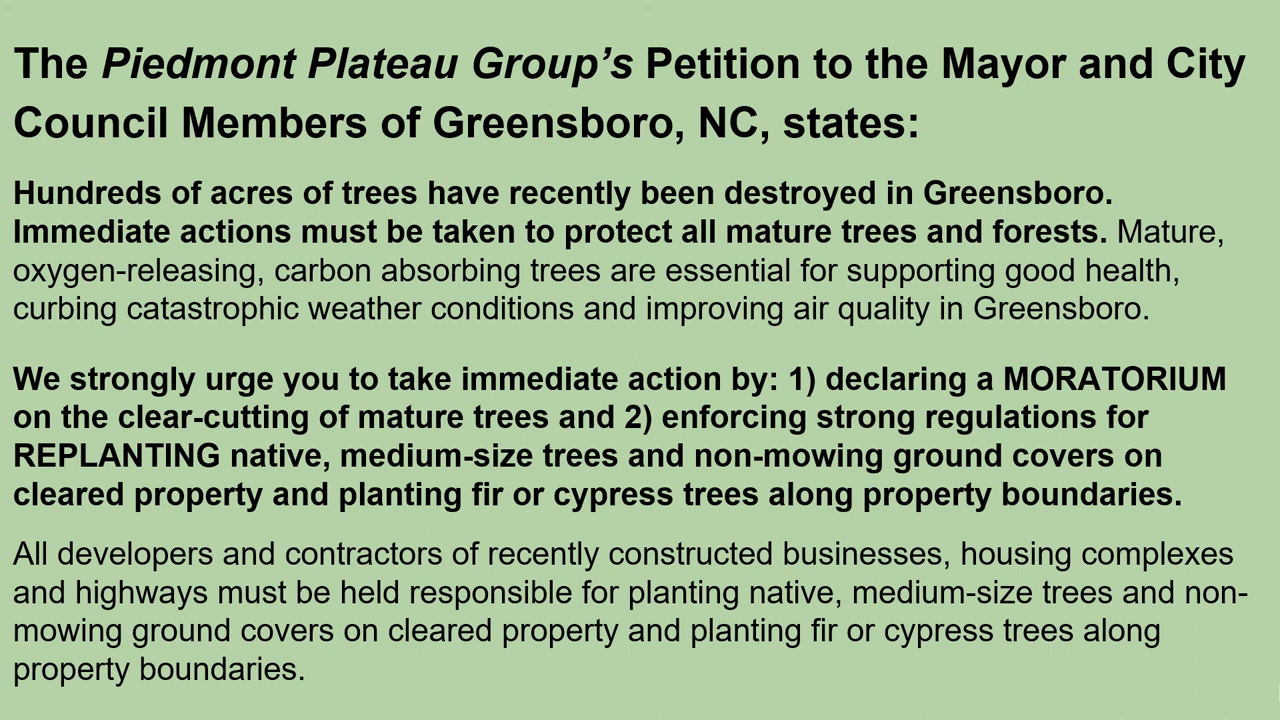 The Piedmont Plateau Group’s Petition to the Mayor and City
Council Members of Greensboro, NC, states:
Hundreds of acres of trees have recently been destroyed in Greensboro.
Immediate actions must be taken to protect all mature trees and forests. Mature,
oxygen-releasing, carbon absorbing trees are essential for supporting good health,
curbing catastrophic weather conditions and improving air quality in Greensboro.
We strongly urge you to take immediate action by: 1) declaring a MORATORIUM
on the clear-cutting of mature trees and 2) enforcing strong regulations for
REPLANTING native, medium-size trees and non-mowing ground covers on
cleared property and planting fir or cypress trees along property boundaries.
All developers and contractors of recently constructed businesses, housing complexes
and highways must be held responsible for planting native, medium-size trees and non-
mowing ground covers on cleared property and planting fir or cypress trees along
property boundaries.